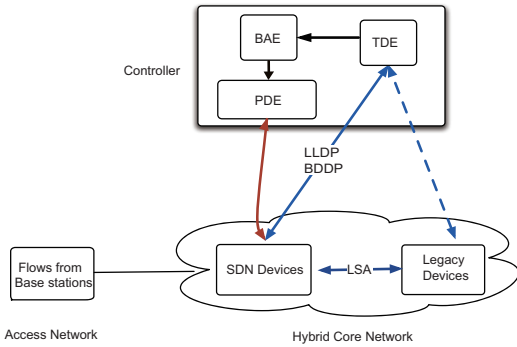 BAE
TDE
Controller
PDE
LLDP
BDDP
Flows from
Base stations
SDN Devices
LSA
Legacy
Devices
Access Network
Hybrid Core Network